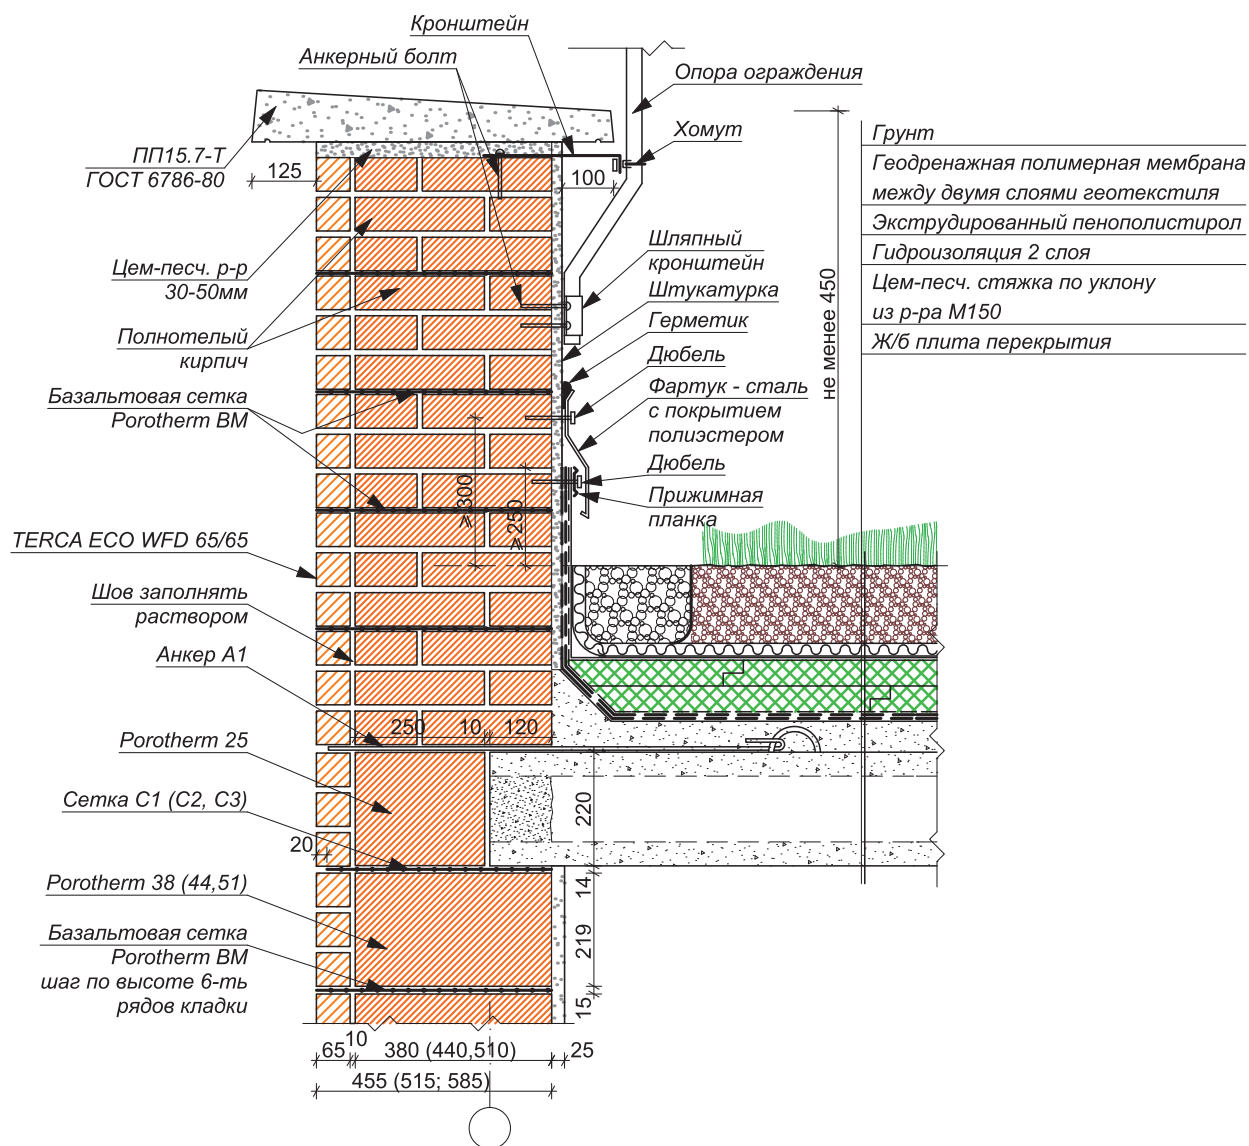 Кронштейн
Анкерный болт
Опора ограждения
Хомут
ПП15.7-Т
ГОСТ 6786-80
125
100
Грунт
Геодренажная полимерная мембрана
между двумя слоями геотекстиля
Экструдированный пенополистирол
Гидроизоляция 2 слоя
Цем-песч. стяжка по уклону
из р-ра М150
Ж/б плита перекрытия
не менее 450
Цем-песч. р-р
30-50мм
Полнотелый
кирпич
Базальтовая сетка
Porotherm BM
Шляпный
кронштейн
Штукатурка
Герметик
Дюбель
Фартук - сталь
с покрытием
полиэстером
Дюбель
Прижимная
планка
≥300
≥250
TERCA ECO WFD 65/65
Шов заполнять
раствором
Анкер А1
250
10
120
Porotherm 25
Сетка С1 (С2, С3)
20
220
14
219
15
Porotherm 38 (44,51)
Базальтовая сетка
Porotherm BM
шаг по высоте 6-ть
рядов кладки
65
10
380 (440,510)
25
455 (515; 585)